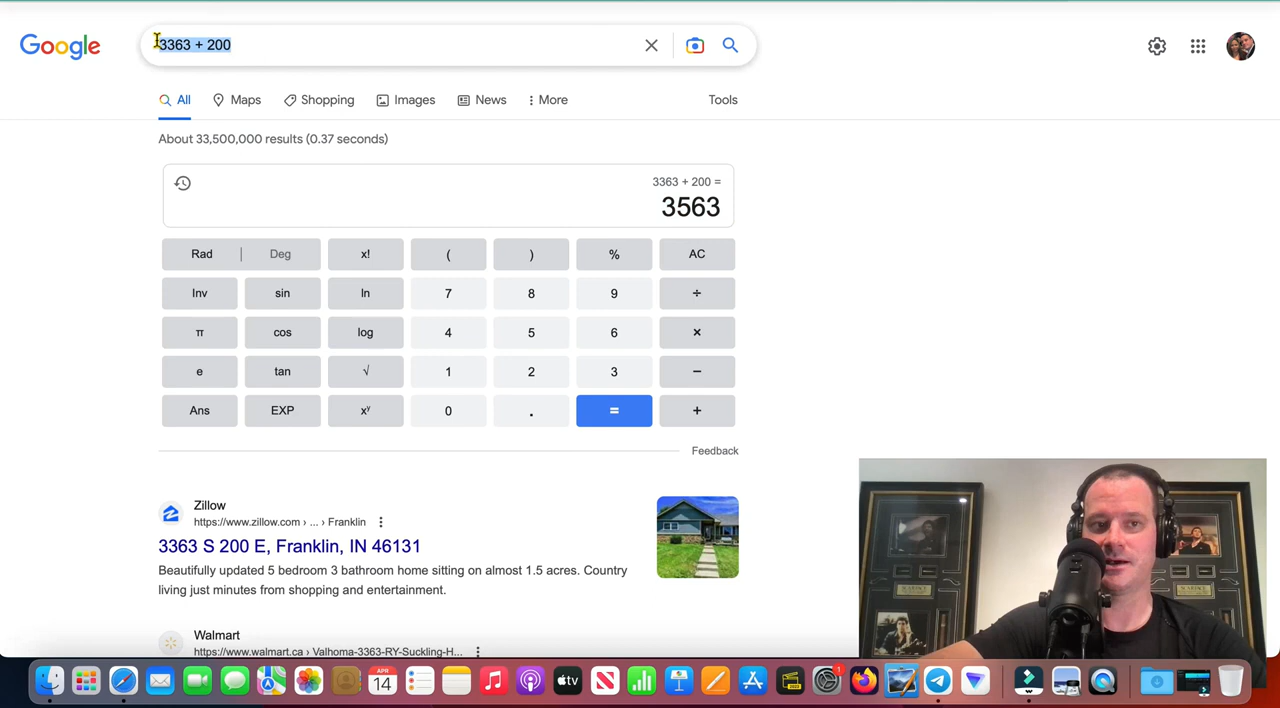 Google
3363 + 200
All
Maps
Shopping
Images
News
More
Tools
About 33,500,000 results (0.37 seconds)
3363 + 200 =
3563
Rad | Deg
x!
(
)
%
AC
Inv
sin
ln
7
8
9
÷
π
cos
log
4
5
6
×
e
tan
√
1
2
3
−
Ans
EXP
xʸ
0
.
=
+
Feedback
Zillow
https://www.zillow.com › ... › Franklin
3363 S 200 E, Franklin, IN 46131
Beautifully updated 5 bedroom 3 bathroom home sitting on almost 1.5 acres. Country
living just minutes from shopping and entertainment.
Walmart
https://www.walmart.ca › Valhoma-3363-RY-Suckling-H...
APR
14
tv
1